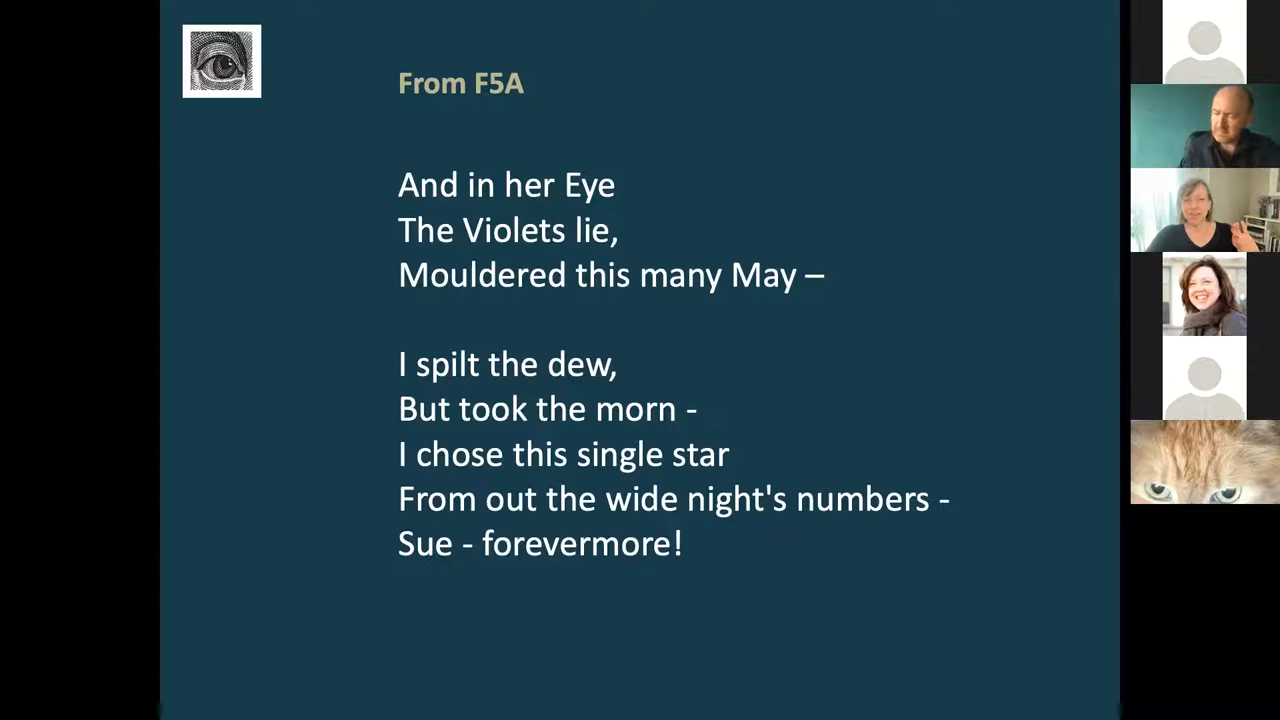 From F5A
And in her Eye
The Violets lie,
Mouldered this many May –
I spilt the dew,
But took the morn -
I chose this single star
From out the wide night's numbers -
Sue - forevermore!